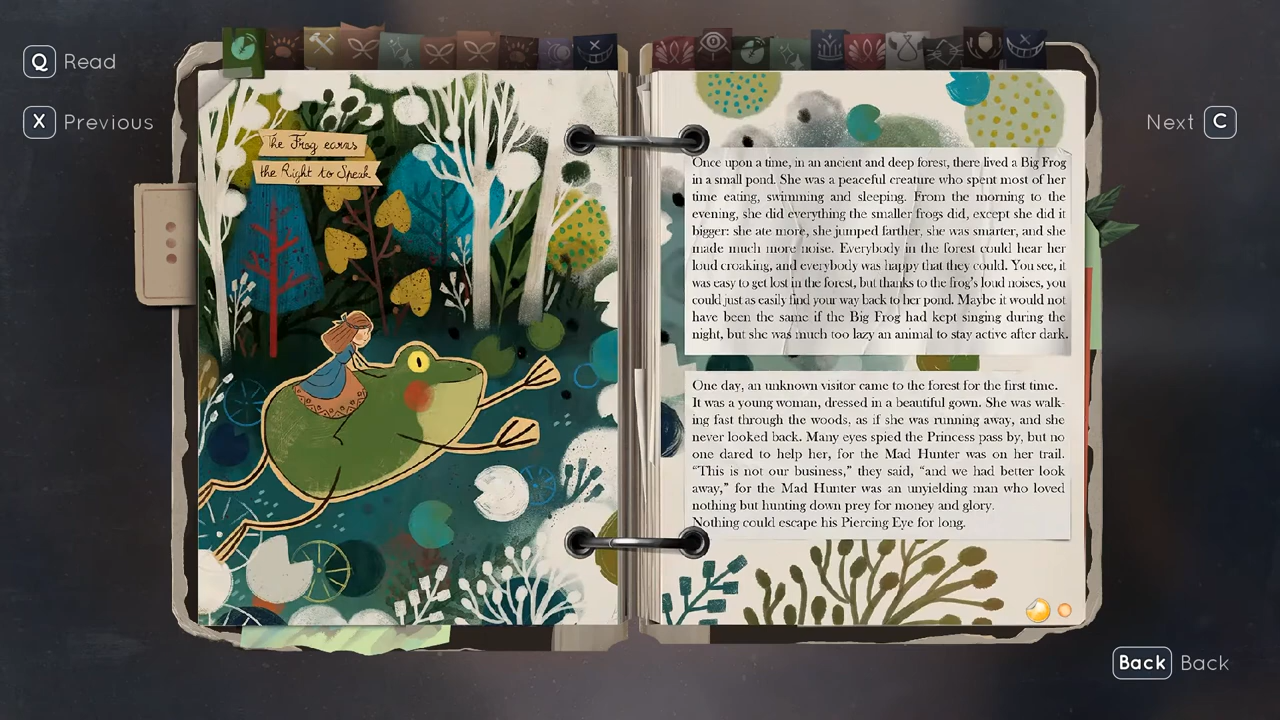 Q Read
X Previous
Next C
The Frog earns
the Right to Speak
Once upon a time, in an ancient and deep forest, there lived a Big Frog
in a small pond. She was a peaceful creature who spent most of her
time eating, swimming and sleeping. From the morning to the
evening, she did everything the smaller frogs did, except she did it
bigger: she ate more, she jumped farther, she was smarter, and she
made much more noise. Everybody in the forest could hear her
loud croaking, and everybody was happy that they could. You see, it
was easy to get lost in the forest, but thanks to the frog's loud noises, you
could just as easily find your way back to her pond. Maybe it would not
have been the same if the Big Frog had kept singing during the
night, but she was much too lazy an animal to stay active after dark.
One day, an unknown visitor came to the forest for the first time.
It was a young woman, dressed in a beautiful gown. She was walk-
ing fast through the woods, as if she was running away, and she
never looked back. Many eyes spied the Princess pass by, but no
one dared to help her, for the Mad Hunter was on her trail.
“This is not our business,” they said, “and we had better look
away,” for the Mad Hunter was an unyielding man who loved
nothing but hunting down prey for money and glory.
Nothing could escape his Piercing Eye for long.
Back Back